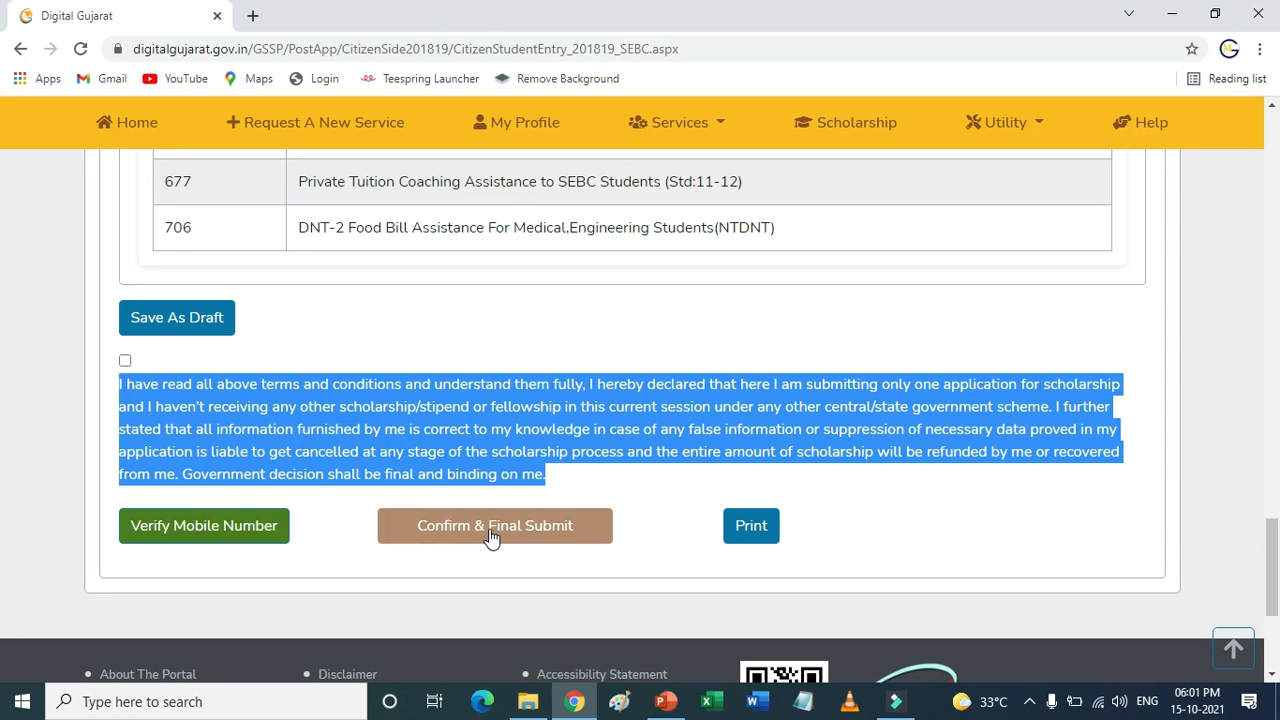 Digital Gujarat
digitalgujarat.gov.in/GSSP/PostApp/CitizenSide201819/CitizenStudentEntry_201819_SEBC.aspx
Apps Gmail YouTube Maps Login Teespring Launcher Remove Background Reading list
Home Request A New Service My Profile Services Scholarship Utility Help
677 Private Tuition Coaching Assistance to SEBC Students (Std:11-12)
706 DNT-2 Food Bill Assistance For Medical,Engineering Students(NTDNT)
Save As Draft
I have read all above terms and conditions and understand them fully, I hereby declared that here I am submitting only one application for scholarship
and I haven't receiving any other scholarship/stipend or fellowship in this current session under any other central/state government scheme. I further
stated that all information furnished by me is correct to my knowledge in case of any false information or suppression of necessary data proved in my
application is liable to get cancelled at any stage of the scholarship process and the entire amount of scholarship will be refunded by me or recovered
from me. Government decision shall be final and binding on me.
Verify Mobile Number Confirm & Final Submit Print
About The Portal Disclaimer Accessibility Statement
Type here to search 33°C ENG 06:01 PM
15-10-2021